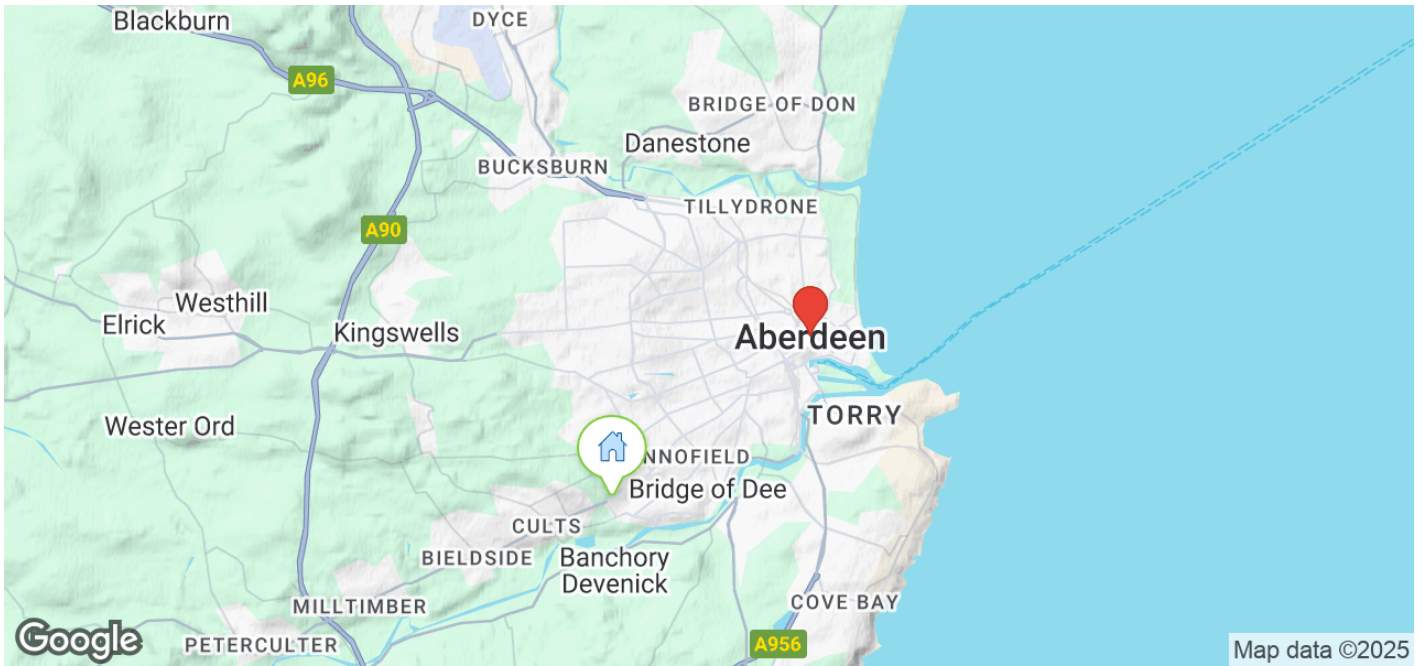 DYCE
Blackburn
A96
BRIDGE OF DON
Danestone
BUCKSBURN
TILLYDRONE
A90
Westhill
Elrick
Kingswells
Aberdeen
TORRY
Wester Ord
NNOFIELD
Bridge of Dee
CULTS
BIELDSIDE
Banchory
Devenick
MILLTIMBER
COVE BAY
PETERCULTER
A956
Google
Map data ©2025